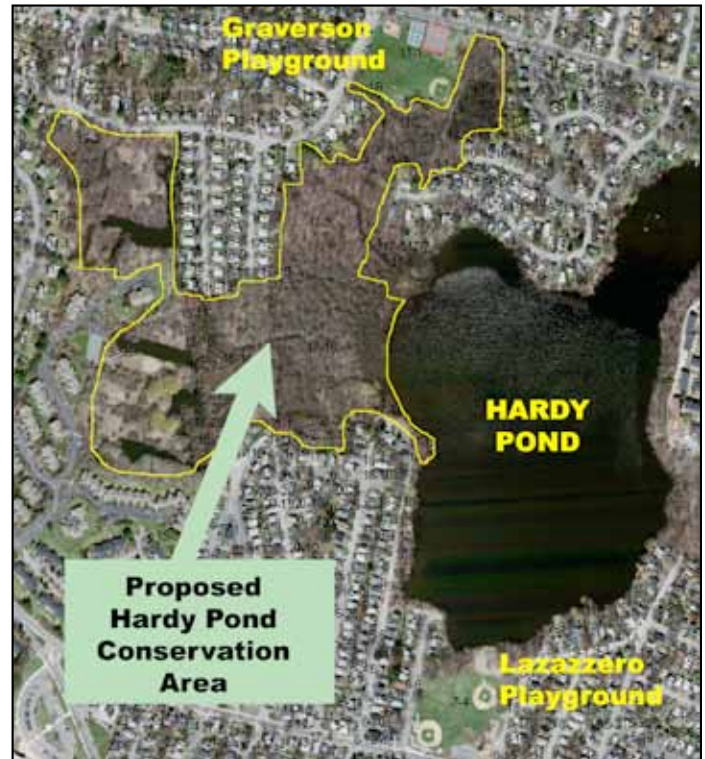 Graverson
Playground
HARDY
POND
Proposed
Hardy Pond
Conservation
Area
Lazazzero
Playground